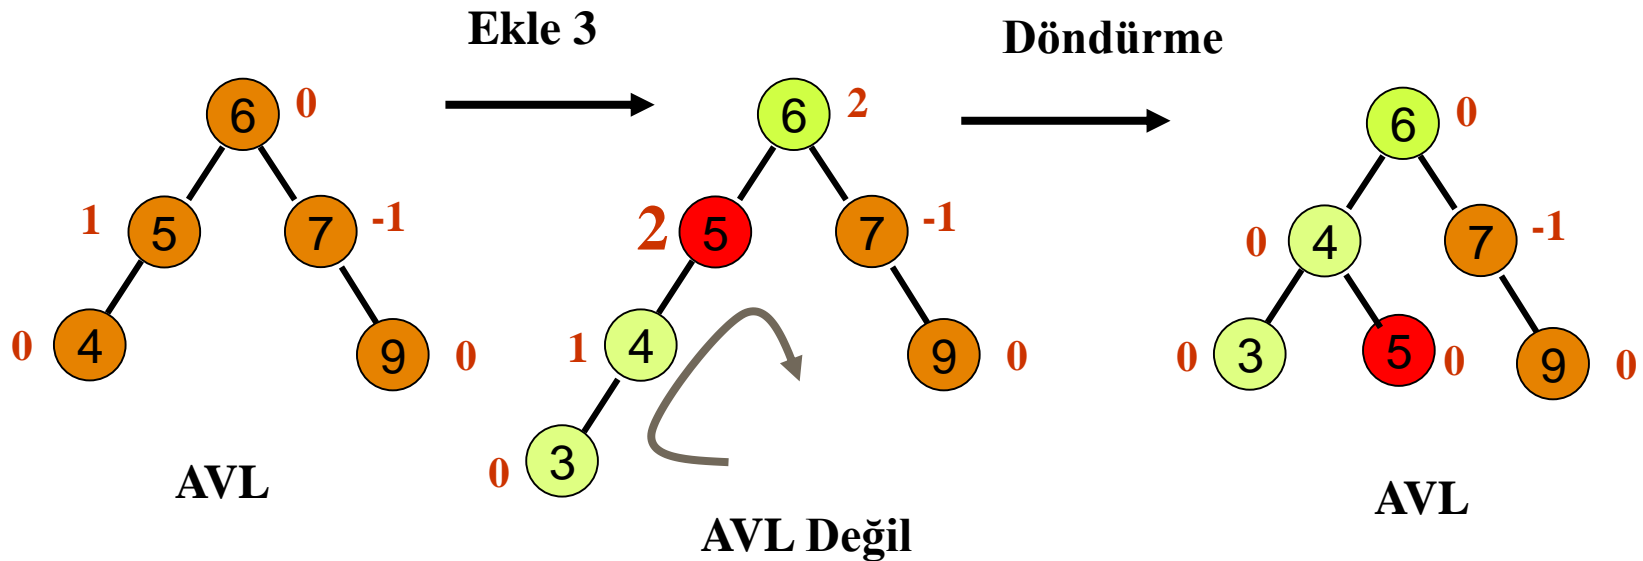 Ekle 3
Döndürme
6 0
1 5 7 -1
0 4 9 0
AVL
6 2
2 5 7 -1
1 4 9 0
0 3
AVL Değil
6 0
0 4 7 -1
0 3 5 0 9 0
AVL